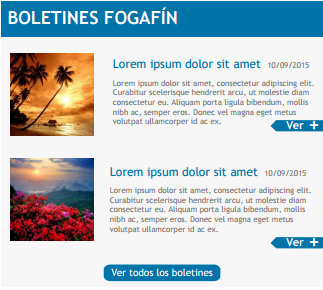 BOLETINES FOGAFÍN
Lorem ipsum dolor sit amet 10/09/2015
Lorem ipsum dolor sit amet, consectetur adipiscing elit.
Curabitur scelerisque hendrerit arcu, ut molestie diam
consectetur eu. Aliquam porta ligula bibendum, mollis
nibh ac, semper eros. Donec vel magna eget metus
volutpat ullamcorper id ac ex.
Ver +
Lorem ipsum dolor sit amet 10/09/2015
Lorem ipsum dolor sit amet, consectetur adipiscing elit.
Curabitur scelerisque hendrerit arcu, ut molestie diam
consectetur eu. Aliquam porta ligula bibendum, mollis
nibh ac, semper eros. Donec vel magna eget metus
volutpat ullamcorper id ac ex.
Ver +
Ver todos los boletines